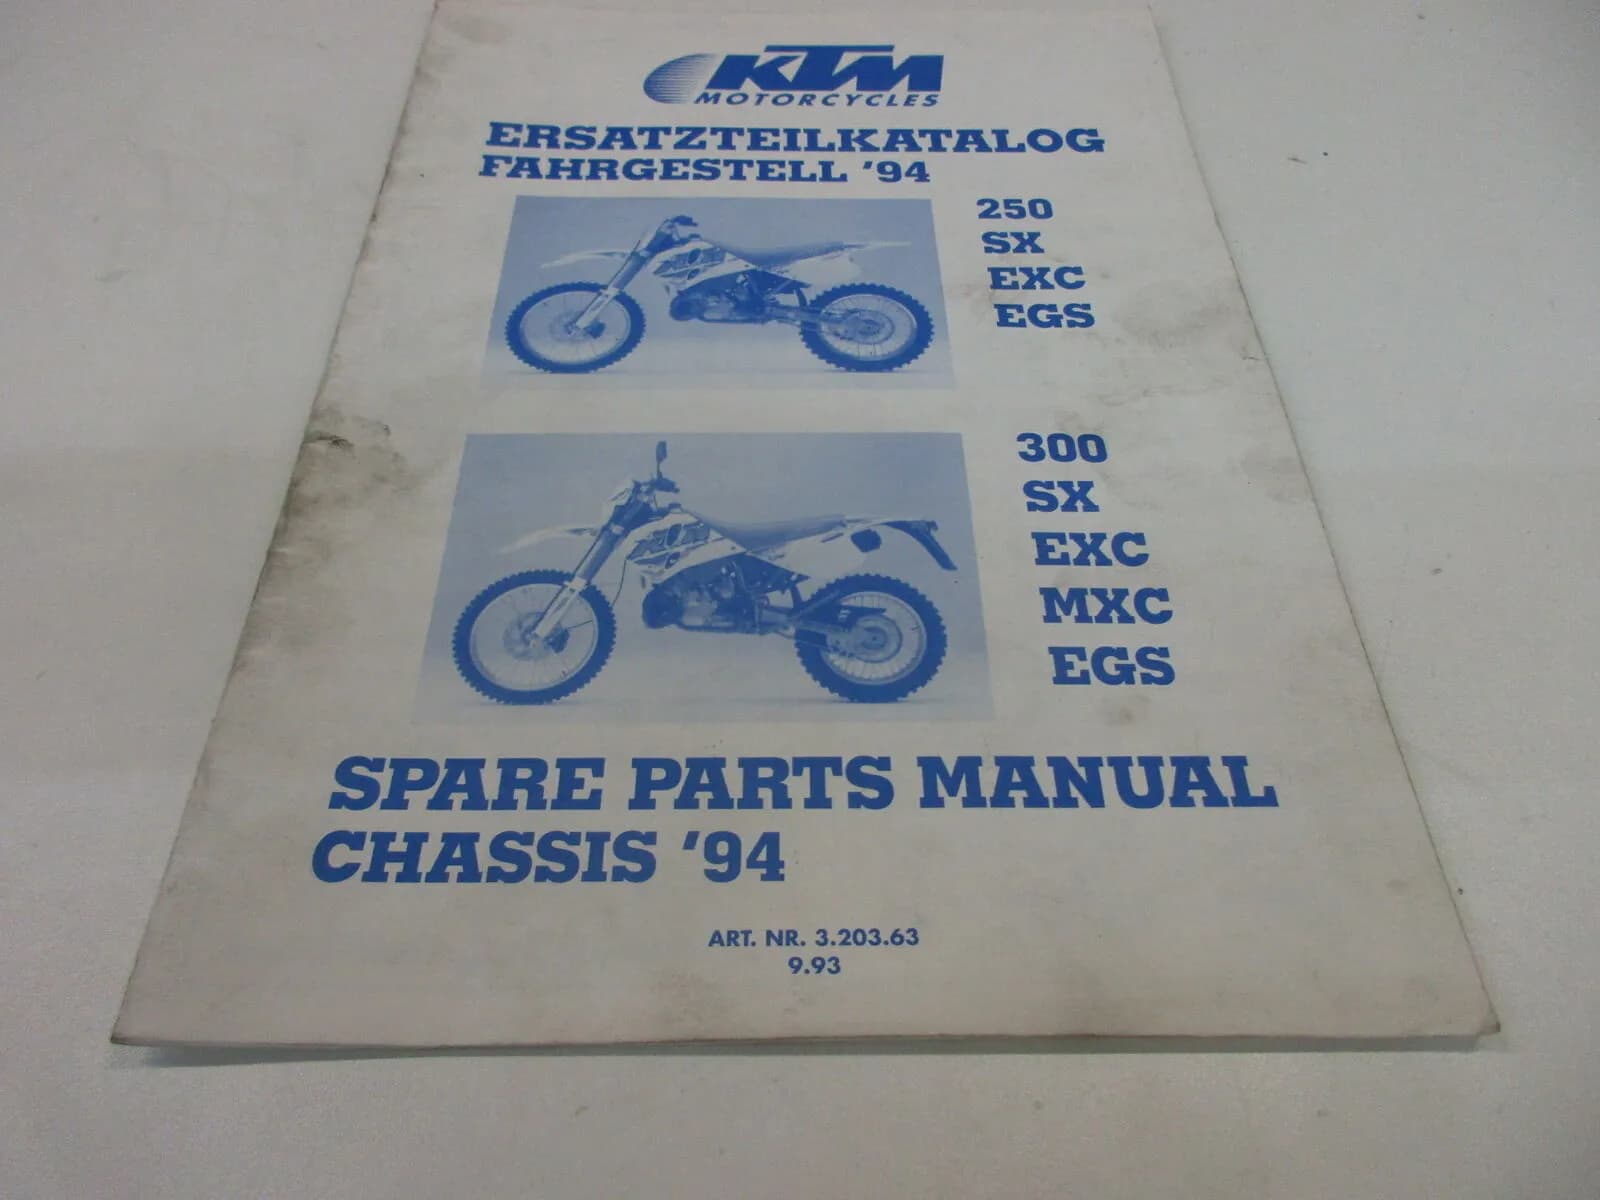 KTM
MOTORCYCLES
ERSATZTEILKATALOG
FAHRGESTELL '94
250
SX
EXC
EGS
300
SX
EXC
MXC
EGS
SPARE PARTS MANUAL
CHASSIS '94
ART. NR. 3.203.63
9.93